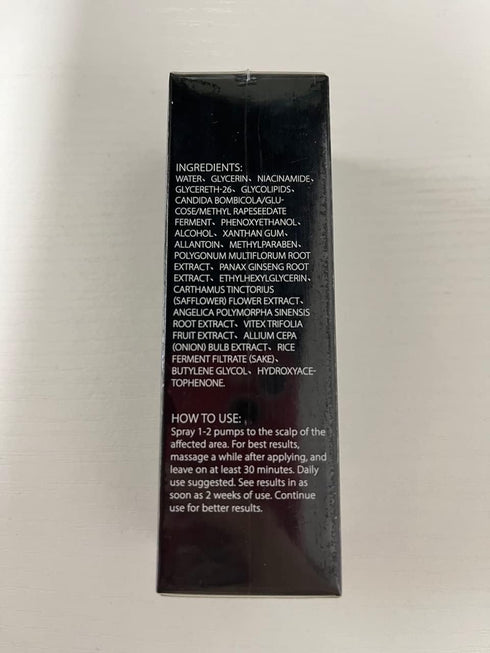 INGREDIENTS:
WATER、GLYCERIN、NIACINAMIDE、
GLYCERETH-26、GLYCOLIPIDS、
CANDIDA BOMBICOLA/GLU-
COSE/METHYL RAPESEEDATE
FERMENT、PHENOXYETHANOL、
ALCOHOL、XANTHAN GUM、
ALLANTOIN、METHYLPARABEN、
POLYGONUM MULTIFLORUM ROOT
EXTRACT、PANAX GINSENG ROOT
EXTRACT、ETHYLHEXYLGLYCERIN、
CARTHAMUS TINCTORIUS
(SAFFLOWER) FLOWER EXTRACT、
ANGELICA POLYMORPHA SINENSIS
ROOT EXTRACT、VITEX TRIFOLIA
FRUIT EXTRACT、ALLIUM CEPA
(ONION) BULB EXTRACT、RICE
FERMENT FILTRATE (SAKE)、
BUTYLENE GLYCOL、HYDROXYACE-
TOPHENONE.
HOW TO USE:
Spray 1-2 pumps to the scalp of the
affected area. For best results,
massage a while after applying, and
leave on at least 30 minutes. Daily
use suggested. See results in as
soon as 2 weeks of use. Continue
use for better results.